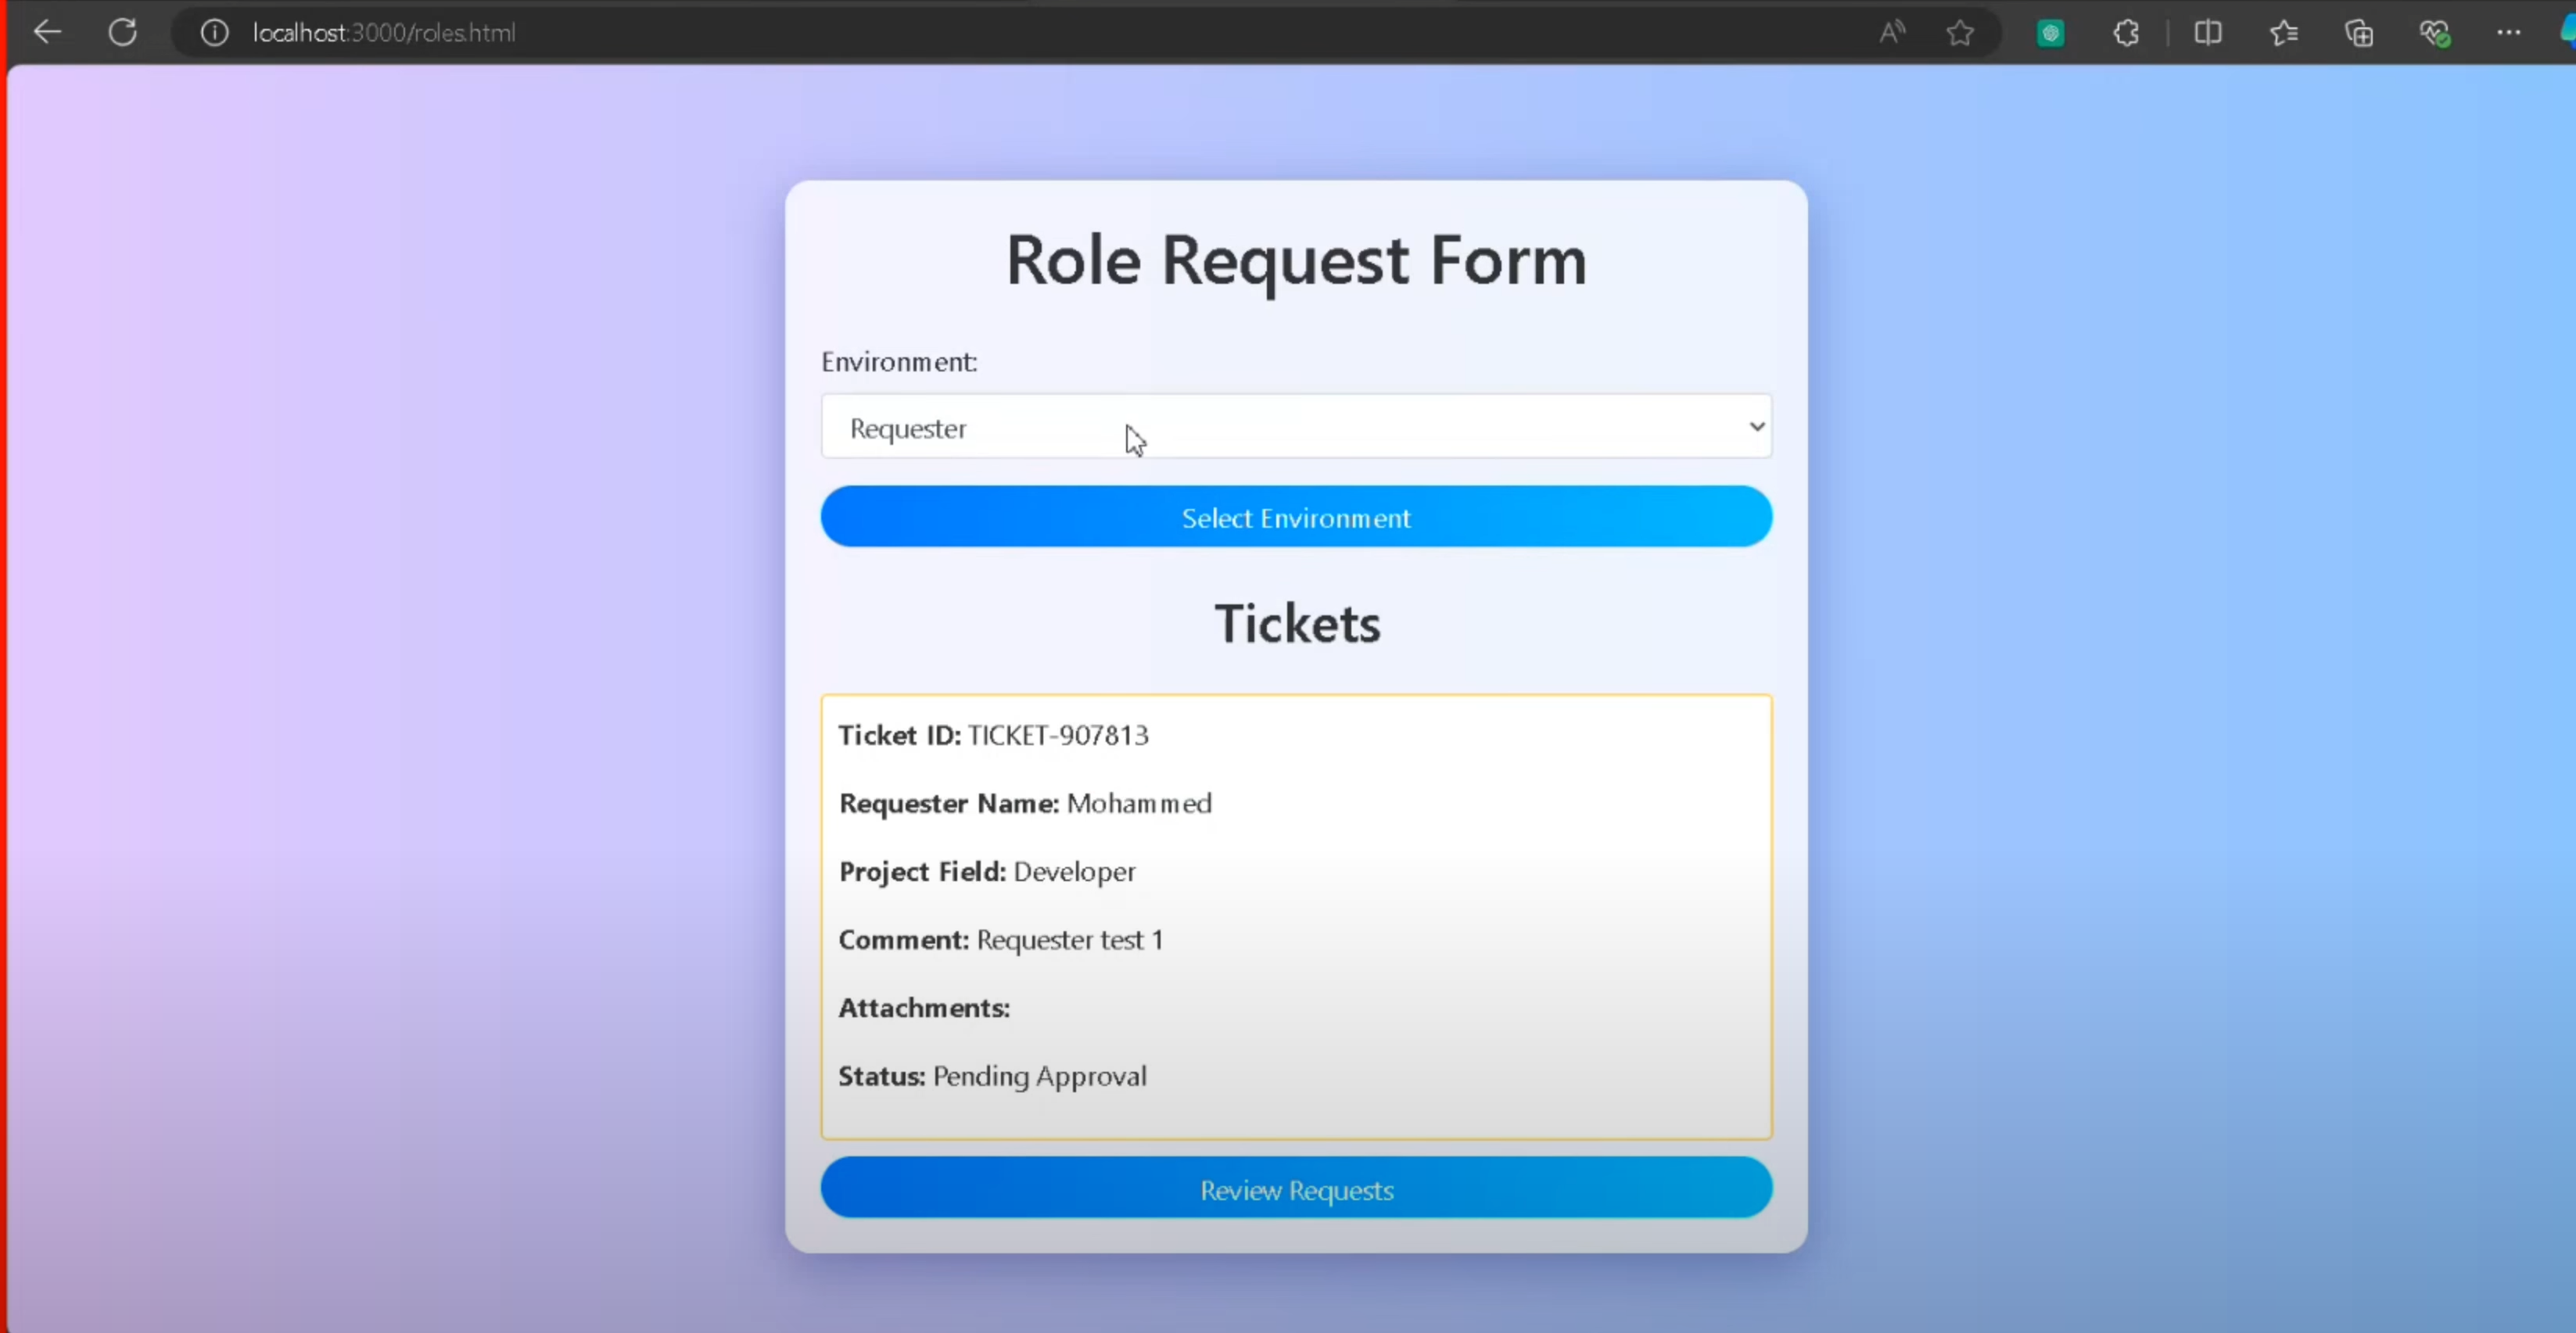 localhost:3000/roles.html
Role Request Form
Environment:
Requester
Select Environment
Tickets
Ticket ID: TICKET-907813
Requester Name: Mohammed
Project Field: Developer
Comment: Requester test 1
Attachments:
Status: Pending Approval
Review Requests